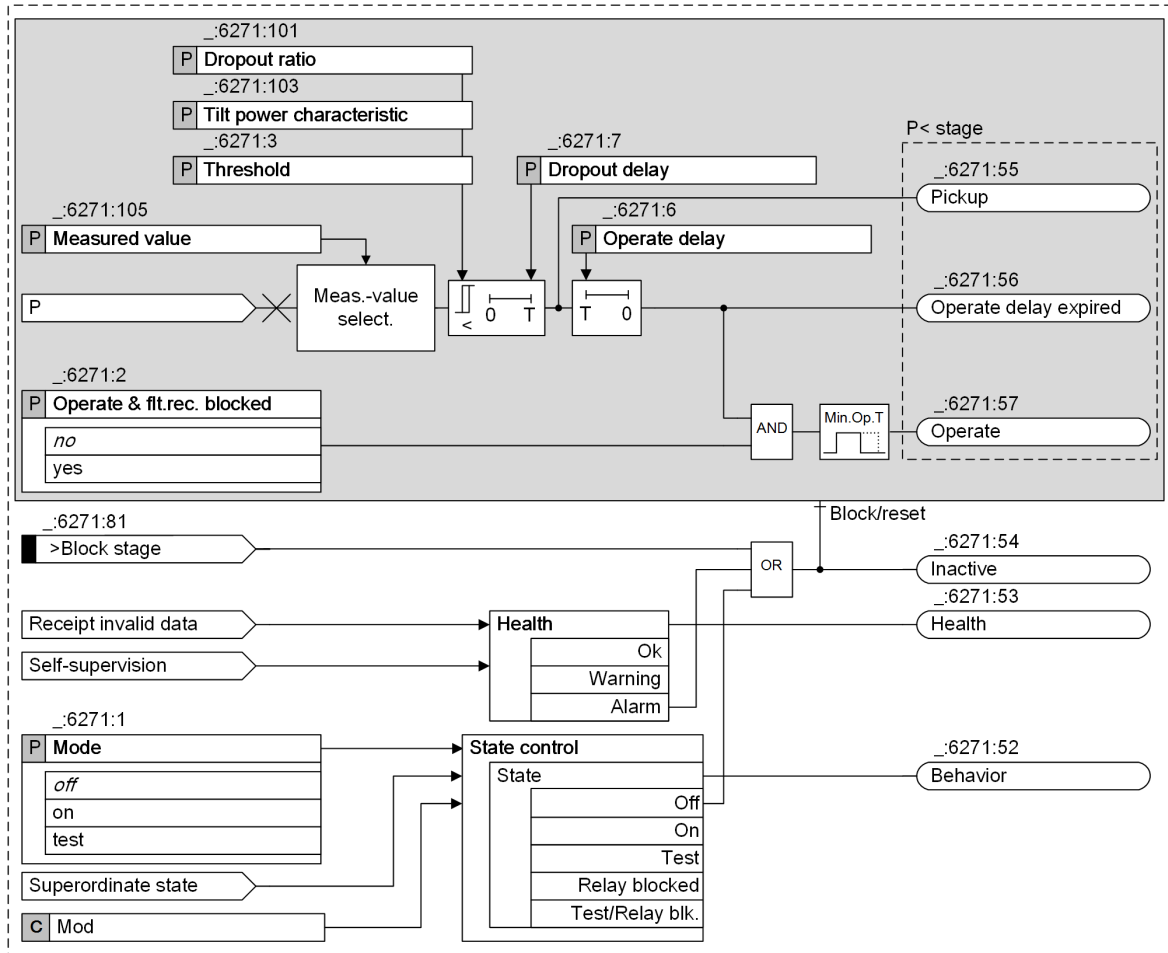 _:6271:101
P Dropout ratio
_:6271:103
P Tilt power characteristic
_:6271:3
P Threshold
_:6271:7
P Dropout delay
P< stage
_:6271:55
Pickup
_:6271:105
P Measured value
_:6271:6
P Operate delay
P
Meas.-value
select.
<
0 T
T 0
_:6271:56
Operate delay expired
_:6271:2
P Operate & flt.rec. blocked
no
yes
AND
Min.Op.T
_:6271:57
Operate
Block/reset
_:6271:81
>Block stage
OR
_:6271:54
Inactive
_:6271:53
Health
Receipt invalid data
Self-supervision
Health
Ok
Warning
Alarm
_:6271:1
P Mode
off
on
test
Superordinate state
C Mod
State control
State
Off
On
Test
Relay blocked
Test/Relay blk.
_:6271:52
Behavior